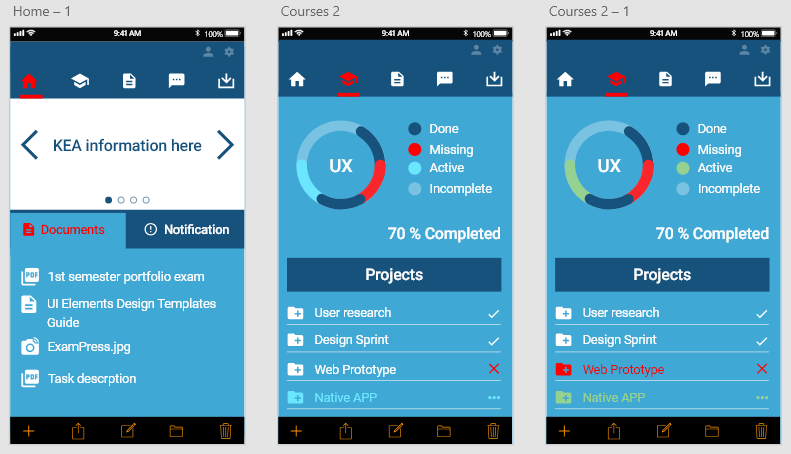 Home – 1
9:41 AM
100%
KEA information here
Documents
Notification
PDF
1st semester portfolio exam
UI Elements Design Templates
Guide
ExamPress.jpg
PDF
Task descrption
Courses 2
9:41 AM
100%
UX
Done
Missing
Active
Incomplete
70 % Completed
Projects
User research
Design Sprint
Web Prototype
Native APP
Courses 2 – 1
9:41 AM
100%
UX
Done
Missing
Active
Incomplete
70 % Completed
Projects
User research
Design Sprint
Web Prototype
Native APP